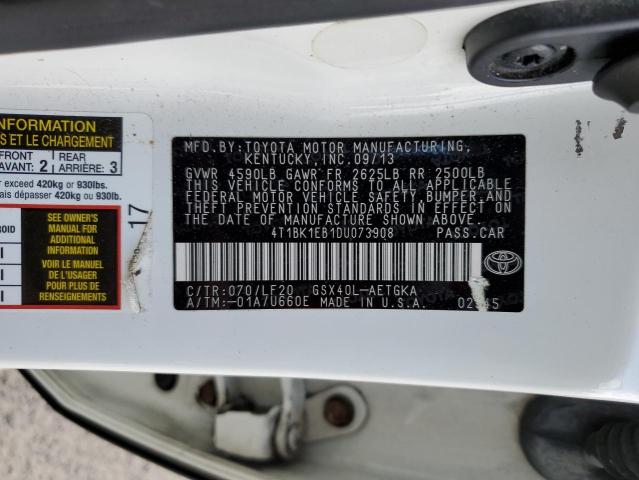 INFORMATION
S ET LE CHARGEMENT
FRONT
AVANT: 2
REAR
ARRIÈRE: 3
r exceed 420kg or 930lbs.
ais dépasser 420kg or 930lb.
SEE OWNER'S
MANUAL FOR
ADDITIONAL
INFORMATION
VOIR LE MANUEL
DE L'USAGER
POUR PLUS DE
RENSEIGNEMENTS
17
MFD. BY: TOYOTA MOTOR MANUFACTURING,
KENTUCKY, INC. 09/13
GVWR 4590LB GAWR FR 2625LB RR 2500LB
THIS VEHICLE CONFORMS TO ALL APPLICABLE
FEDERAL MOTOR VEHICLE SAFETY, BUMPER, AND
THEFT PREVENTION STANDARDS IN EFFECT ON
THE DATE OF MANUFACTURE SHOWN ABOVE.
4T1BK1EB1DU073908 PASS.CAR
C/TR:070/LF20 GSX40L-AETGKA
A/TM:-01A/U660E MADE IN U.S.A.